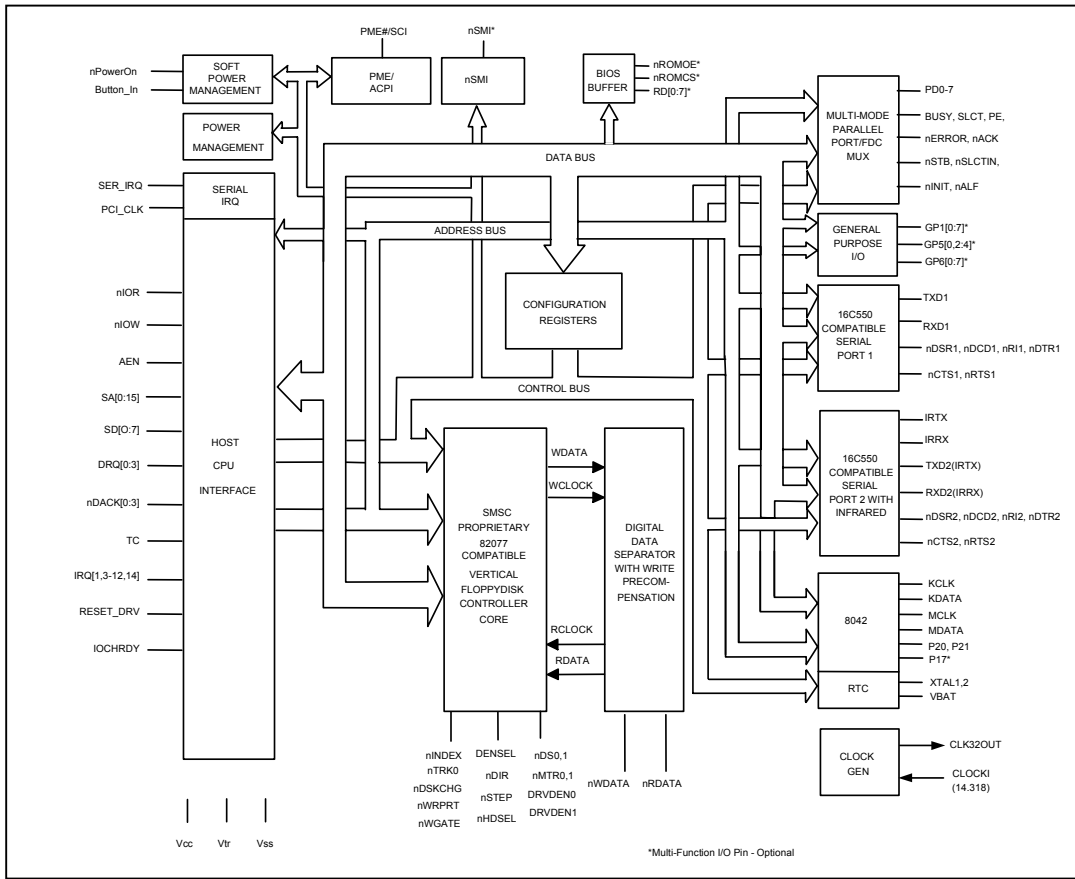 PME#/SCI
nSMI*
nPowerOn
Button_In
SOFT
POWER
MANAGEMENT
PME/
ACPI
nSMI
BIOS
BUFFER
nROMOE*
nROMCS*
RD[0:7]*
POWER
MANAGEMENT
MULTI-MODE
PARALLEL
PORT/FDC
MUX
PD0-7
BUSY, SLCT, PE,
nERROR, nACK
nSTB, nSLCTIN,
nINIT, nALF
DATA BUS
SER_IRQ
PCI_CLK
SERIAL
IRQ
ADDRESS BUS
GENERAL
PURPOSE
I/O
GP1[0:7]*
GP5[0,2:4]*
GP6[0:7]*
CONFIGURATION
REGISTERS
16C550
COMPATIBLE
SERIAL
PORT 1
TXD1
RXD1
nDSR1, nDCD1, nRI1, nDTR1
nCTS1, nRTS1
CONTROL BUS
nIOR
nIOW
AEN
SA[0:15]
SD[O:7]
DRQ[0:3]
nDACK[0:3]
TC
IRQ[1,3-12,14]
RESET_DRV
IOCHRDY
HOST
CPU
INTERFACE
SMSC
PROPRIETARY
82077
COMPATIBLE
VERTICAL
FLOPPYDISK
CONTROLLER
CORE
WDATA
WCLOCK
RCLOCK
RDATA
DIGITAL
DATA
SEPARATOR
WITH WRITE
PRECOM-
PENSATION
16C550
COMPATIBLE
SERIAL
PORT 2 WITH
INFRARED
IRTX
IRRX
TXD2(IRTX)
RXD2(IRRX)
nDSR2, nDCD2, nRI2, nDTR2
nCTS2, nRTS2
8042
KCLK
KDATA
MCLK
MDATA
P20, P21
P17*
RTC
XTAL1,2
VBAT
CLOCK
GEN
CLK32OUT
CLOCKI
(14.318)
nINDEX
nTRK0
nDSKCHG
nWRPRT
nWGATE
DENSEL
nDIR
nSTEP
nHDSEL
nDS0,1
nMTR0,1
DRVDEN0
DRVDEN1
nWDATA
nRDATA
Vcc
Vtr
Vss
*Multi-Function I/O Pin - Optional